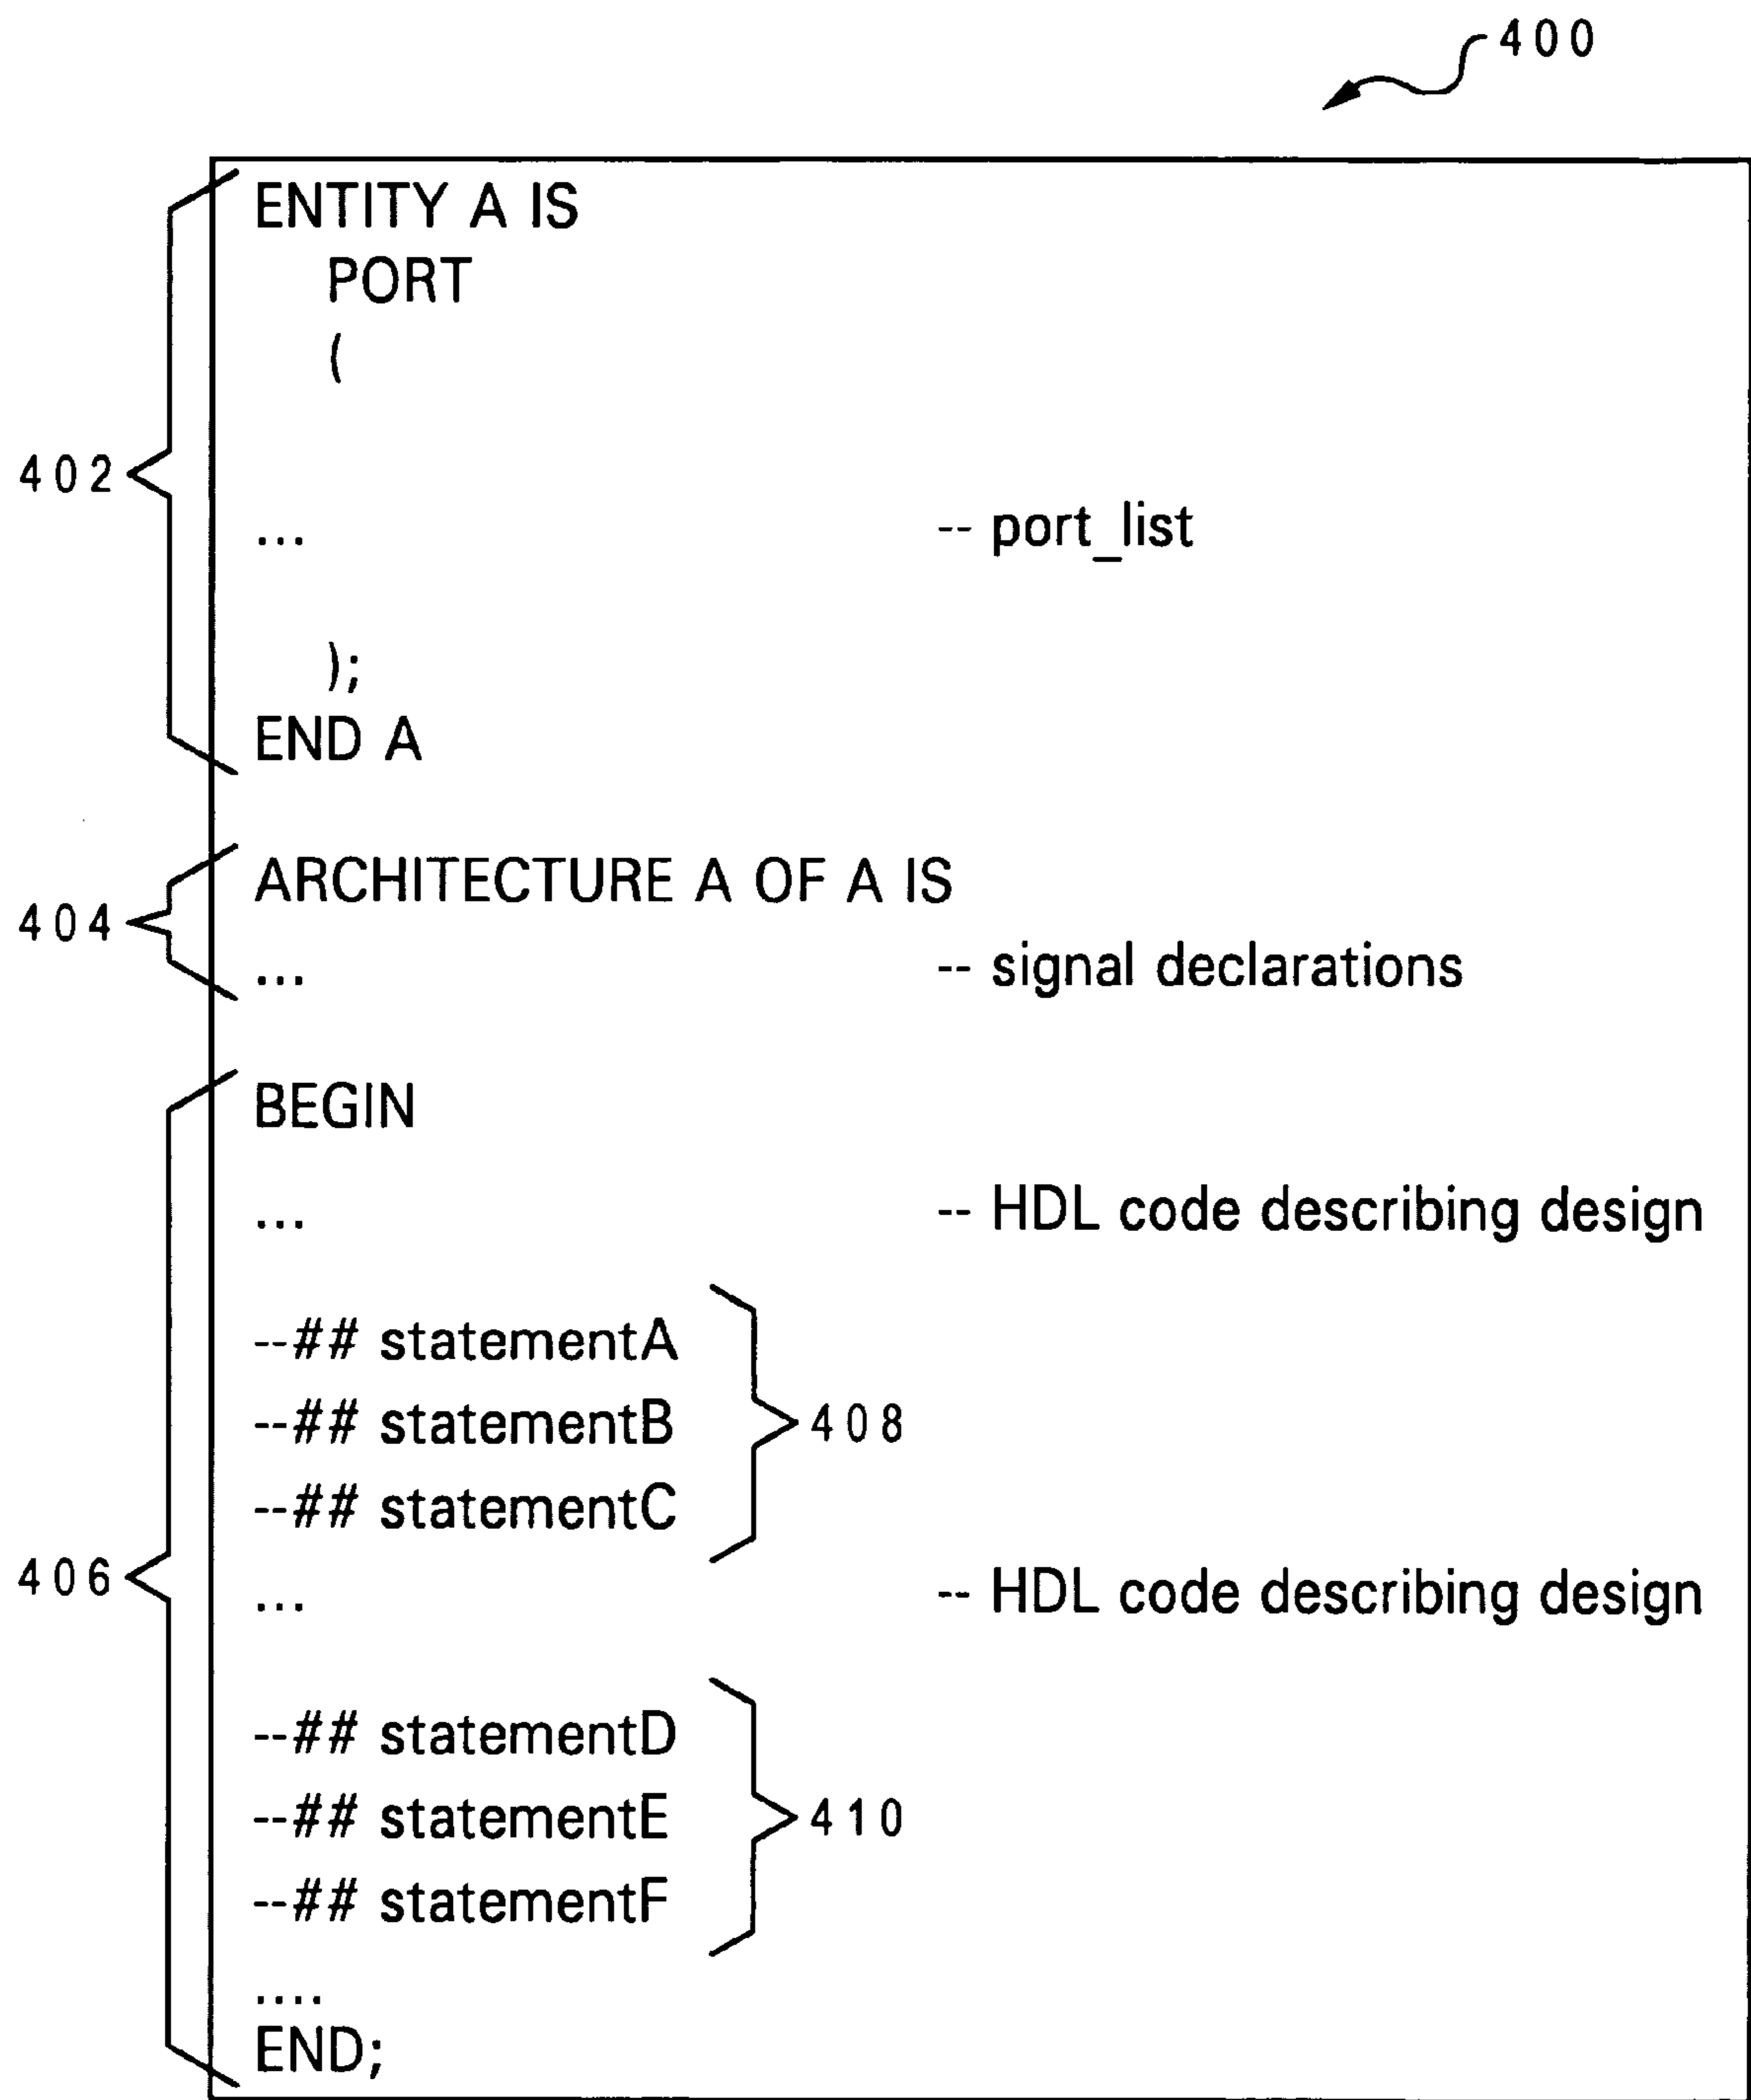 400
ENTITY A IS
PORT
(
402
... -- port_list
);
END A
ARCHITECTURE A OF A IS
404
... -- signal declarations
BEGIN
... -- HDL code describing design
--## statementA
--## statementB 408
--## statementC
406
... -- HDL code describing design
--## statementD
--## statementE 410
--## statementF
....
END;